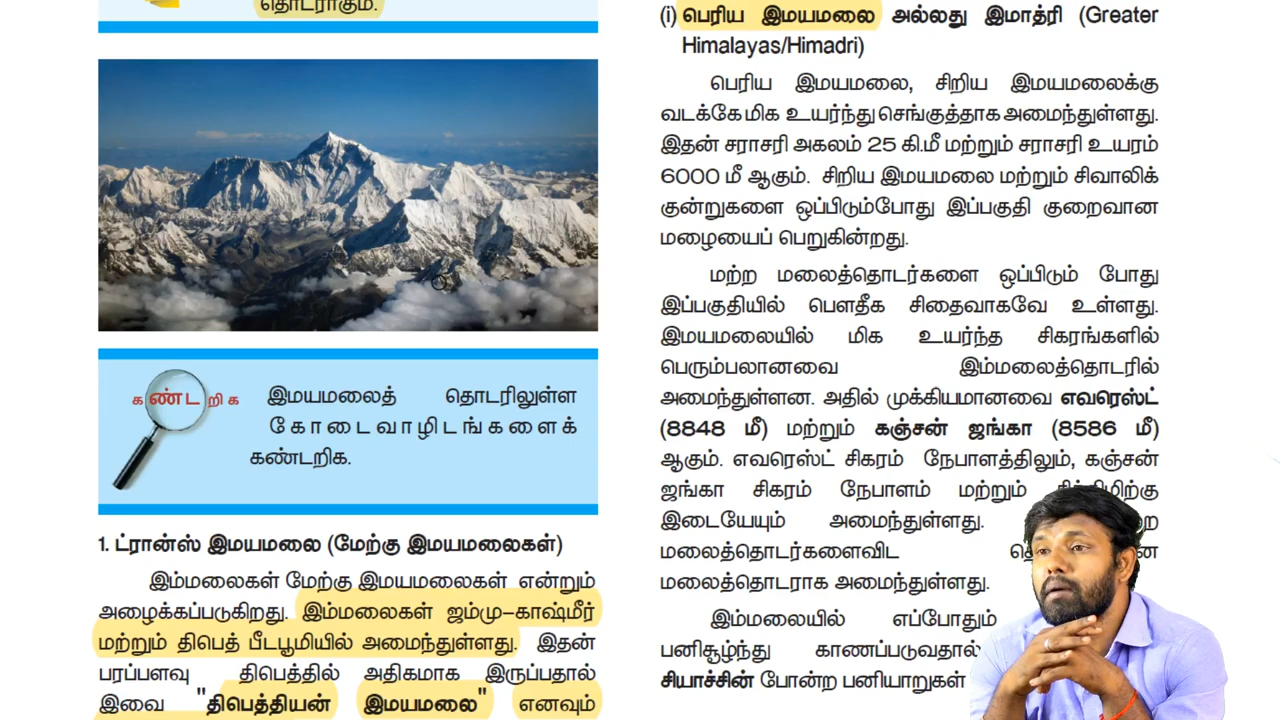 தொடராகும்.
கண்டறிக
இமயமலைத் தொடரிலுள்ள
கோடைவாழிடங்களைக்
கண்டறிக.
1. ட்ரான்ஸ் இமயமலை (மேற்கு இமயமலைகள்)
இம்மலைகள் மேற்கு இமயமலைகள் என்றும்
அழைக்கப்படுகிறது. இம்மலைகள் ஜம்மு–காஷ்மீர்
மற்றும் திபெத் பீடபூமியில் அமைந்துள்ளது. இதன்
பரப்பளவு திபெத்தில் அதிகமாக இருப்பதால்
இவை "திபெத்தியன் இமயமலை" எனவும்
(i) பெரிய இமயமலை அல்லது இமாத்ரி (Greater
Himalayas/Himadri)
பெரிய இமயமலை, சிறிய இமயமலைக்கு
வடக்கே மிக உயர்ந்து செங்குத்தாக அமைந்துள்ளது.
இதன் சராசரி அகலம் 25 கி.மீ மற்றும் சராசரி உயரம்
6000 மீ ஆகும். சிறிய இமயமலை மற்றும் சிவாலிக்
குன்றுகளை ஒப்பிடும்போது இப்பகுதி குறைவான
மழையைப் பெறுகின்றது.
மற்ற மலைத்தொடர்களை ஒப்பிடும் போது
இப்பகுதியில் பௌதீக சிதைவாகவே உள்ளது.
இமயமலையில் மிக உயர்ந்த சிகரங்களில்
பெரும்பலானவை இம்மலைத்தொடரில்
அமைந்துள்ளன. அதில் முக்கியமானவை எவரெஸ்ட்
(8848 மீ) மற்றும் கஞ்சன் ஜங்கா (8586 மீ)
ஆகும். எவரெஸ்ட் சிகரம் நேபாளத்திலும், கஞ்சன்
ஜங்கா சிகரம் நேபாளம் மற்றும்
இடையேயும் அமைந்துள்ளது.
மலைத்தொடர்களைவிட
மலைத்தொடராக அமைந்துள்ளது.
இம்மலையில் எப்போதும்
பனிசூழ்ந்து காணப்படுவதால்
சியாச்சின் போன்ற பனியாறுகள்